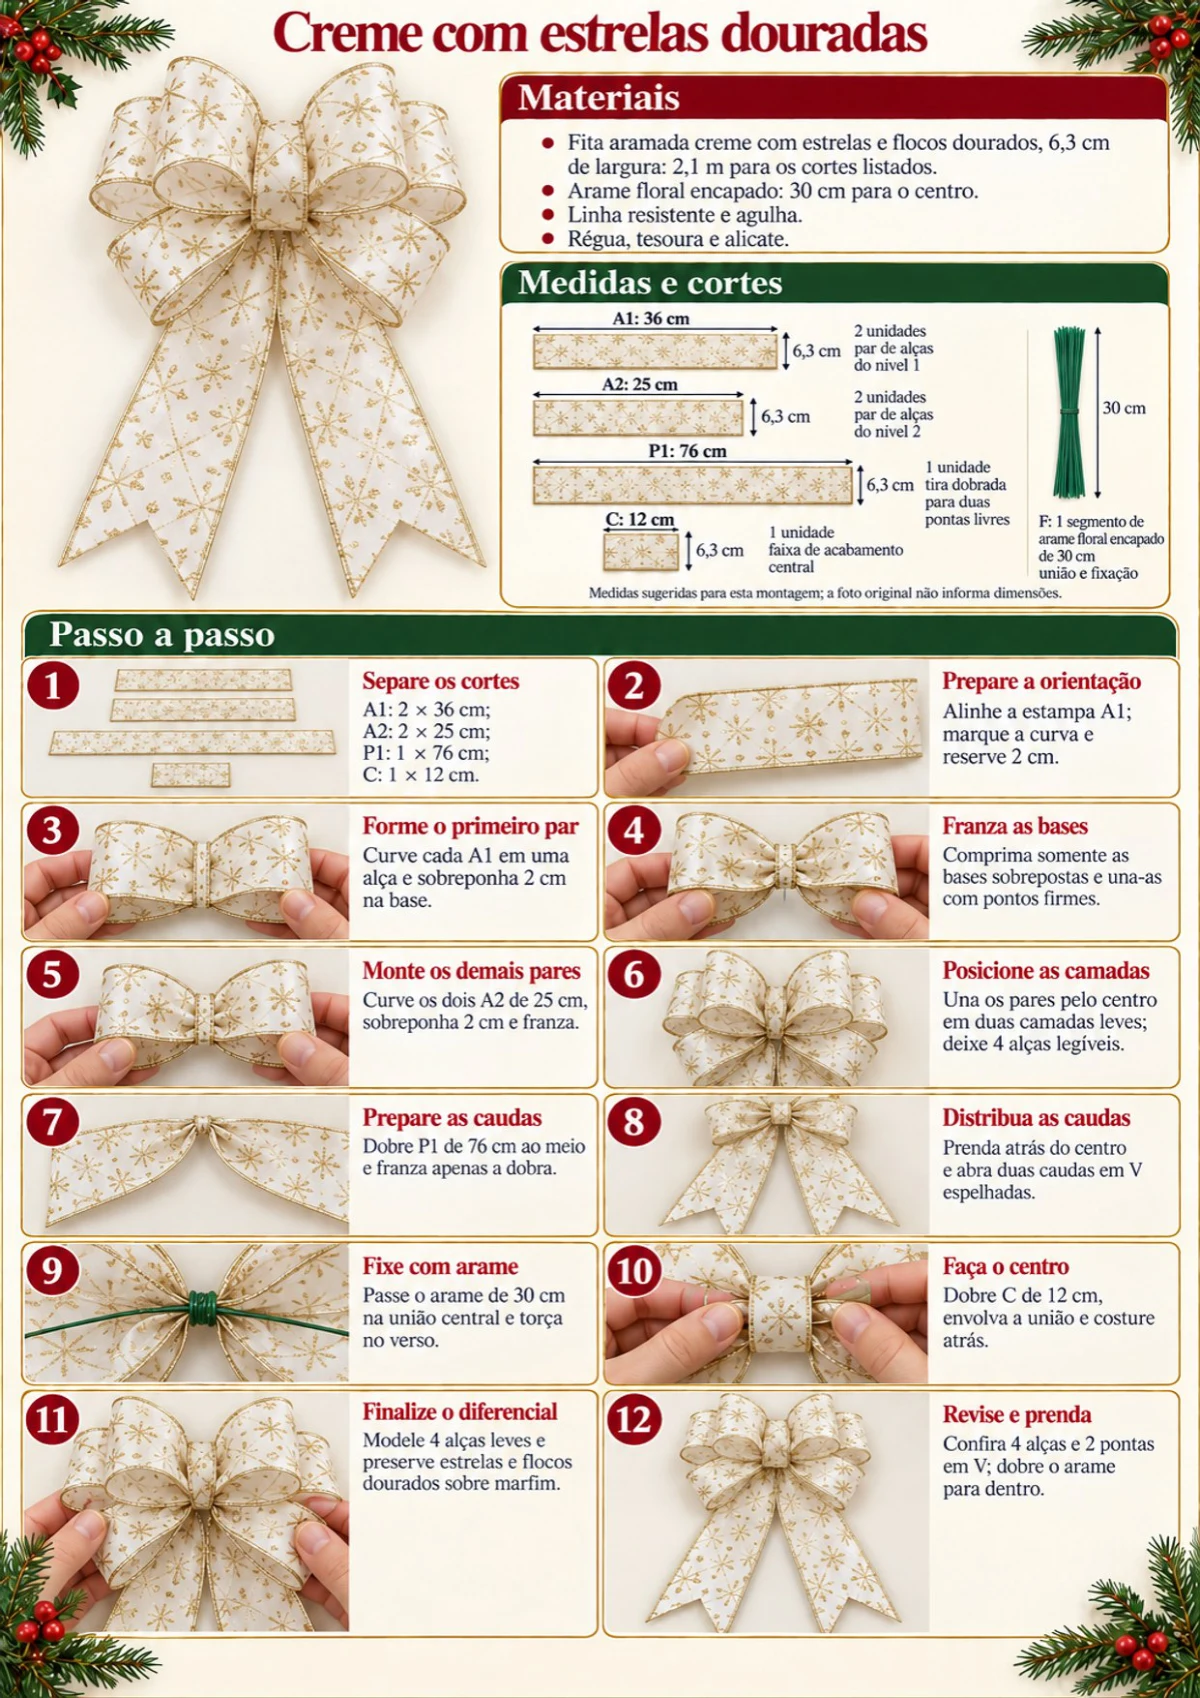 Creme com estrelas douradas
Materiais
● Fita aramada creme com estrelas e flocos dourados, 6,3 cm
de largura: 2,1 m para os cortes listados.
● Arame floral encapado: 30 cm para o centro.
● Linha resistente e agulha.
● Régua, tesoura e alicate.
Medidas e cortes
A1: 36 cm
6,3 cm
2 unidades
par de alças
do nivel 1
A2: 25 cm
6,3 cm
2 unidades
par de alças
do nivel 2
P1: 76 cm
6,3 cm
1 unidade
tira dobrada
para duas
pontas livres
C: 12 cm
6,3 cm
1 unidade
faixa de acabamento
central
30 cm
F: 1 segmento de
arame floral encapado
de 30 cm
união e fixação
Medidas sugeridas para esta montagem; a foto original não informa dimensões.
Passo a passo
1
Separe os cortes
A1: 2 × 36 cm;
A2: 2 × 25 cm;
P1: 1 × 76 cm;
C: 1 × 12 cm.
2
Prepare a orientação
Alinhe a estampa A1;
marque a curva e
reserve 2 cm.
3
Forme o primeiro par
Curve cada A1 em uma
alça e sobreponha 2 cm
na base.
4
Franza as bases
Comprima somente as
bases sobrepostas e una-as
com pontos firmes.
5
Monte os demais pares
Curve os dois A2 de 25 cm,
sobreponha 2 cm e franza.
6
Posicione as camadas
Una os pares pelo centro
em duas camadas leves;
deixe 4 alças legíveis.
7
Prepare as caudas
Dobre P1 de 76 cm ao meio
e franza apenas a dobra.
8
Distribua as caudas
Prenda atrás do centro
e abra duas caudas em V
espelhadas.
9
Fixe com arame
Passe o arame de 30 cm
na união central e torça
no verso.
10
Faça o centro
Dobre C de 12 cm,
envolva a união e costure
atrás.
11
Finalize o diferencial
Modele 4 alças leves e
preserve estrelas e flocos
dourados sobre marfim.
12
Revise e prenda
Confira 4 alças e 2 pontas
em V; dobre o arame
para dentro.